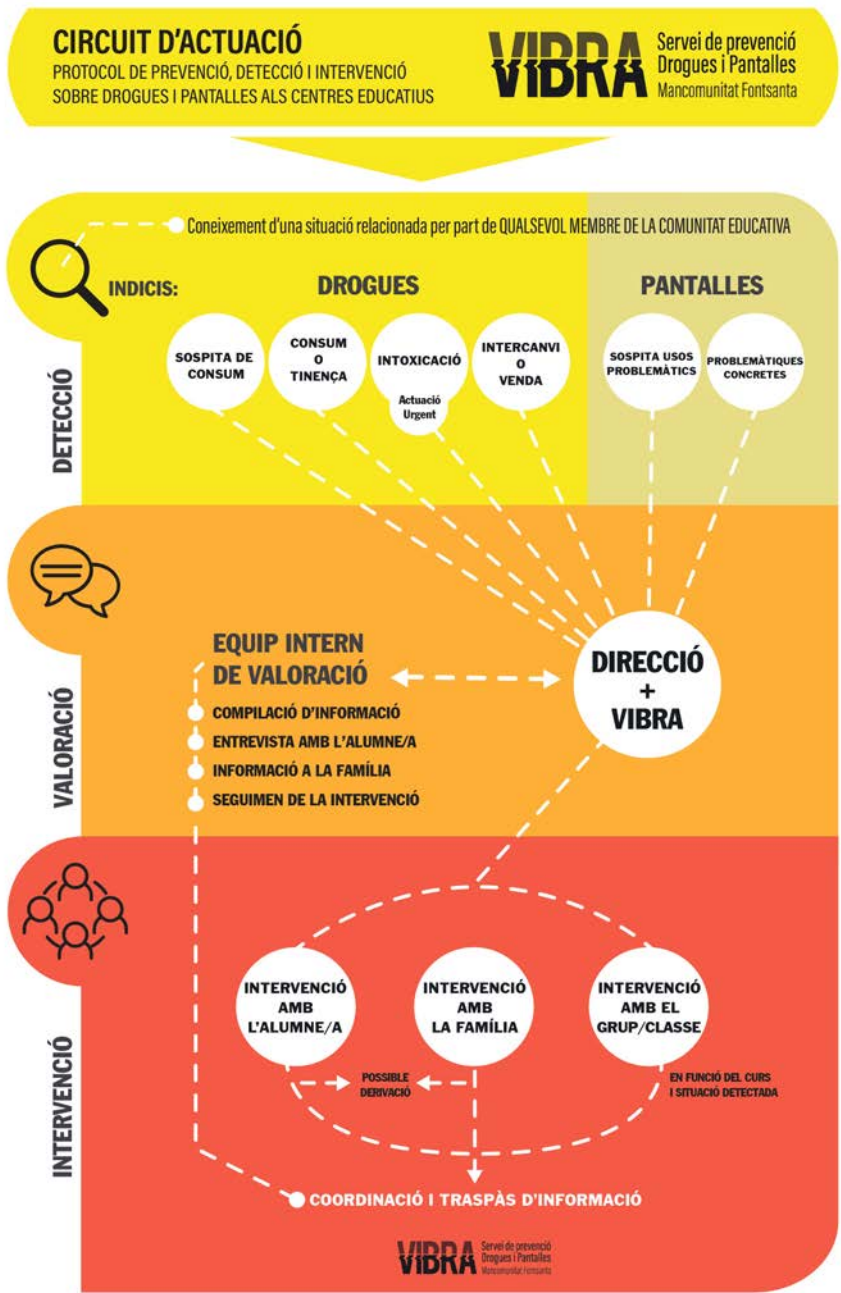 CIRCUIT D'ACTUACIÓ
PROTOCOL DE PREVENCIÓ, DETECCIÓ I INTERVENCIÓ
SOBRE DROGUES I PANTALLES ALS CENTRES EDUCATIUS
VIBRA
Servei de prevenció
Drogues i Pantalles
Mancomunitat Fontsanta
Coneixement d'una situació relacionada per part de QUALSEVOL MEMBRE DE LA COMUNITAT EDUCATIVA
DETECCIÓ
INDICIS:
DROGUES
PANTALLES
SOSPITA DE
CONSUM
CONSUM
O
TINENÇA
INTOXICACIÓ
Actuació
Urgent
INTERCANVI
O
VENDA
SOSPITA USOS
PROBLEMÀTICS
PROBLEMÀTIQUES
CONCRETES
VALORACIÓ
EQUIP INTERN
DE VALORACIÓ
COMPILACIÓ D'INFORMACIÓ
ENTREVISTA AMB L'ALUMNE/A
INFORMACIÓ A LA FAMÍLIA
SEGUIMEN DE LA INTERVENCIÓ
DIRECCIÓ
+
VIBRA
INTERVENCIÓ
INTERVENCIÓ
AMB
L'ALUMNE/A
INTERVENCIÓ
AMB
LA FAMÍLIA
INTERVENCIÓ
AMB EL
GRUP/CLASSE
POSSIBLE
DERIVACIÓ
EN FUNCIÓ DEL CURS
I SITUACIÓ DETECTADA
COORDINACIÓ I TRASPÀS D'INFORMACIÓ
VIBRA
Servei de prevenció
Drogues i Pantalles
Mancomunitat Fontsanta